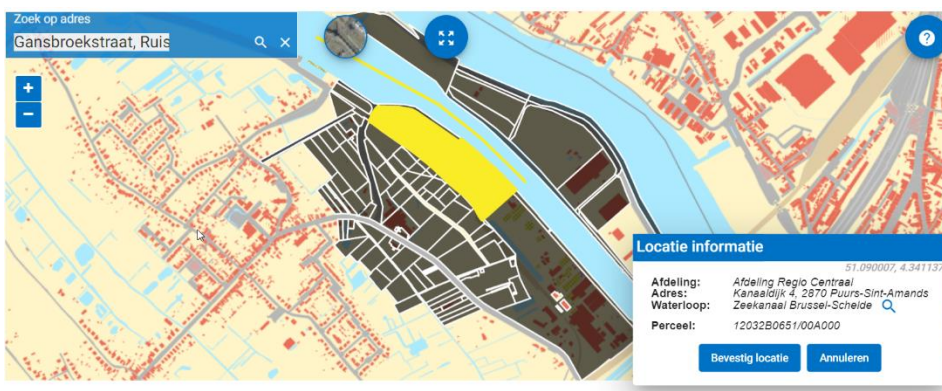 Zoek op adres
Gansbroekstraat, Ruis
+
−
?
Locatie informatie
51.090007, 4.341137
Afdeling: Afdeling Regio Centraal
Adres: Kanaaldijk 4, 2870 Puurs-Sint-Amands
Waterloop: Zeekanaal Brussel-Schelde
Perceel: 12032B0651/00A000
Bevestig locatie Annuleren